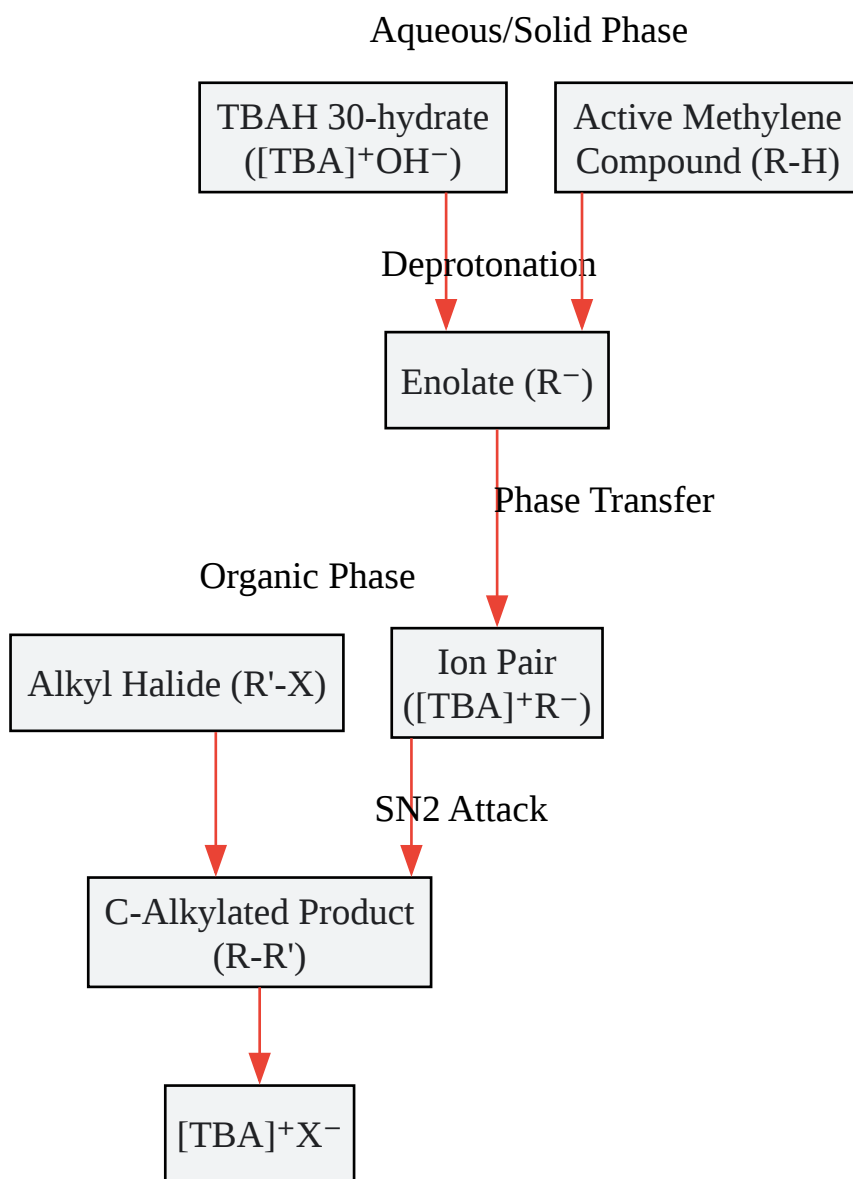 Aqueous/Solid Phase
TBAH 30-hydrate
([TBA]⁺OH⁻)
Active Methylene
Compound (R-H)
Deprotonation
Enolate (R⁻)
Phase Transfer
Organic Phase
Alkyl Halide (R'-X)
Ion Pair
([TBA]⁺R⁻)
SN2 Attack
C-Alkylated Product
(R-R')
[TBA]⁺X⁻